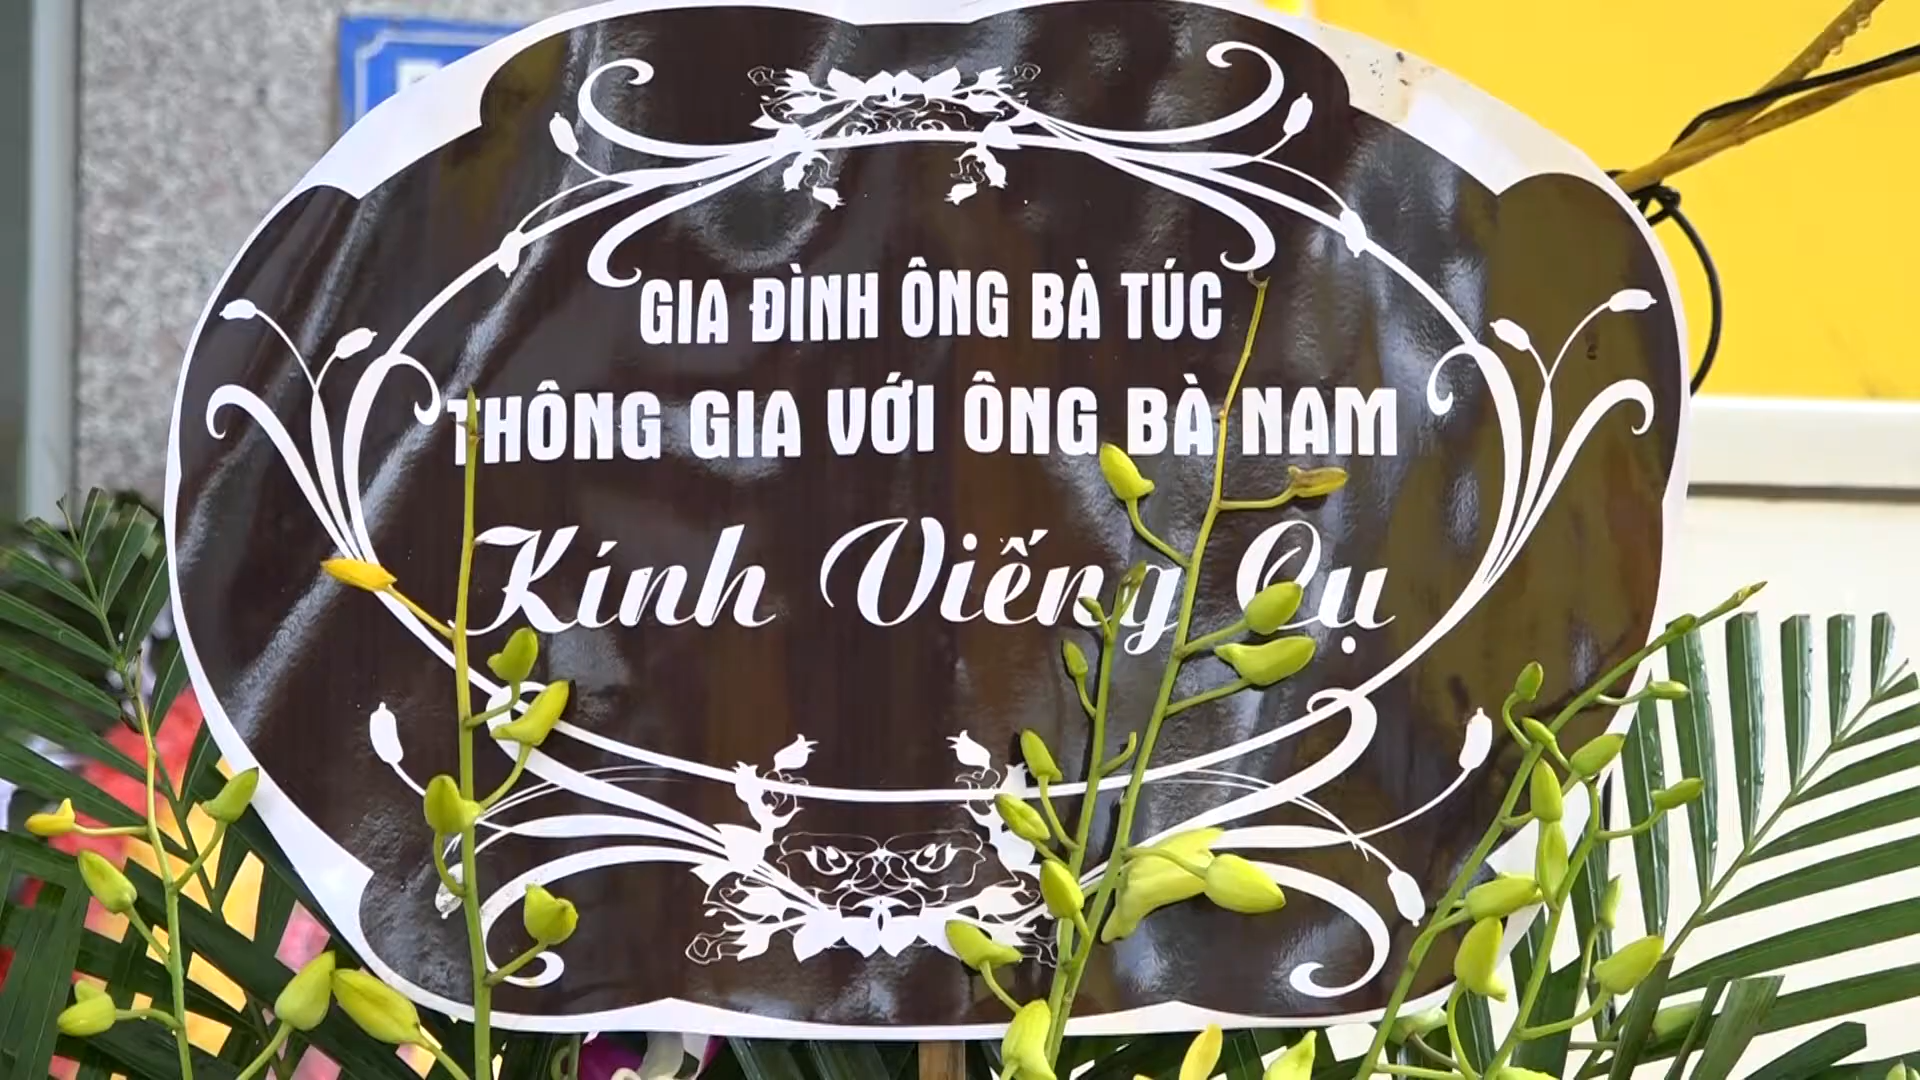 GIA ĐÌNH ÔNG BÀ TÚC
THÔNG GIA VỚI ÔNG BÀ NAM
Kính Viếng Cụ